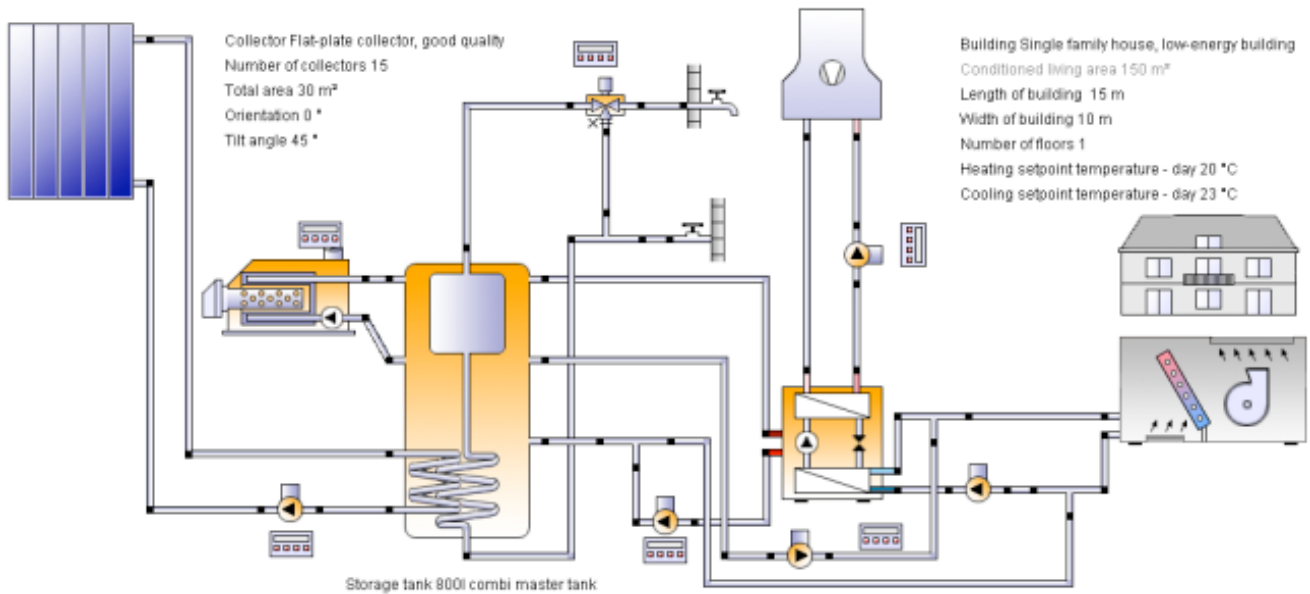 Collector Flat-plate collector, good quality
Number of collectors 15
Total area 30 m²
Orientation 0 °
Tilt angle 45 °
Building Single family house, low-energy building
Conditioned living area 150 m²
Length of building 15 m
Width of building 10 m
Number of floors 1
Heating setpoint temperature - day 20 °C
Cooling setpoint temperature - day 23 °C
Storage tank 800l combi master tank